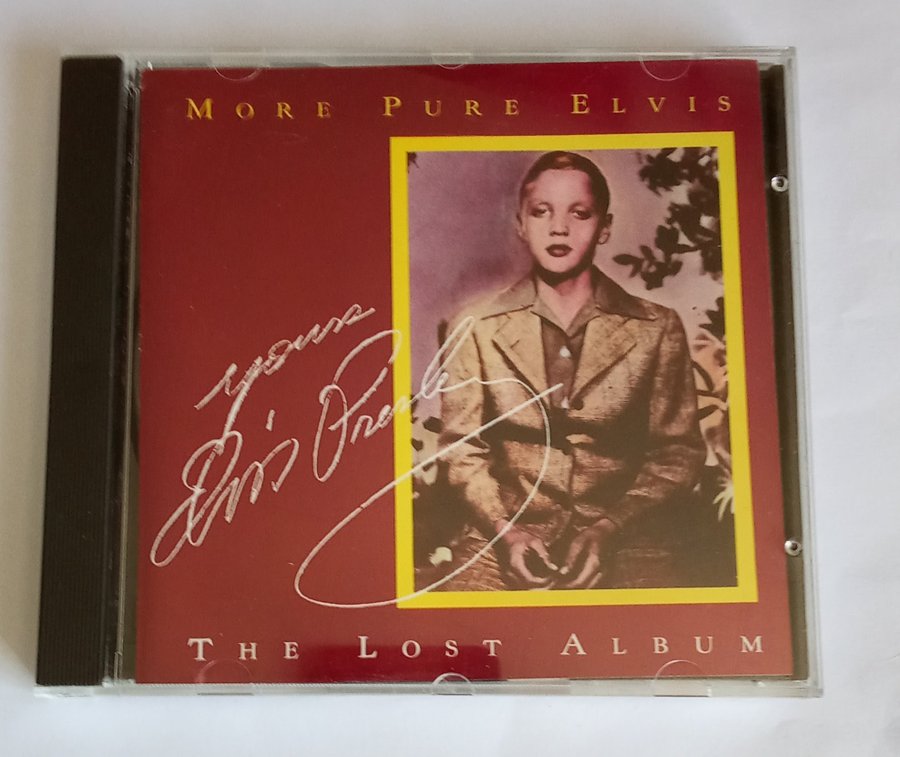 More Pure Elvis
yours
Elvis Presley
The Lost Album